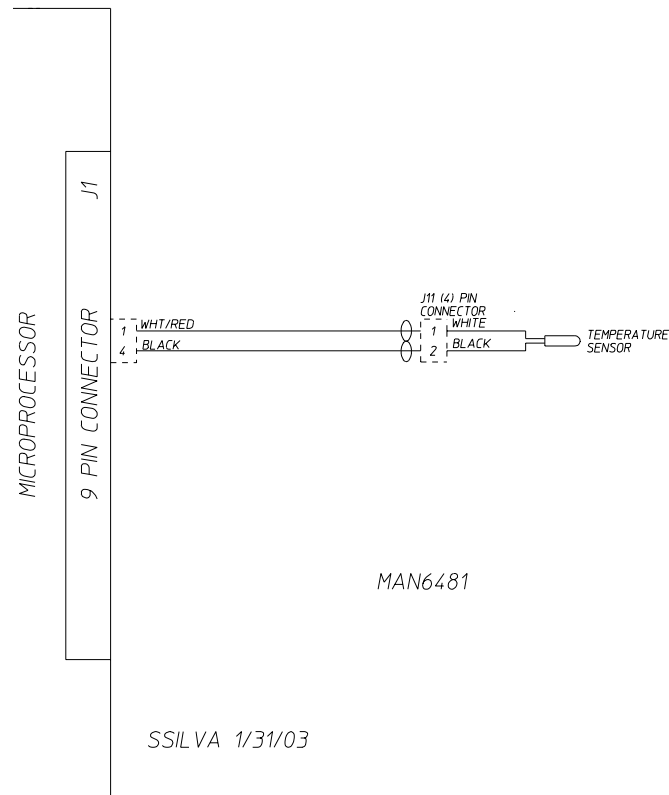 MICROPROCESSOR
9 PIN CONNECTOR J1
1 WHT/RED
4 BLACK
J11 (4) PIN
CONNECTOR
1 WHITE
2 BLACK
TEMPERATURE
SENSOR
MAN6481
SSILVA 1/31/03